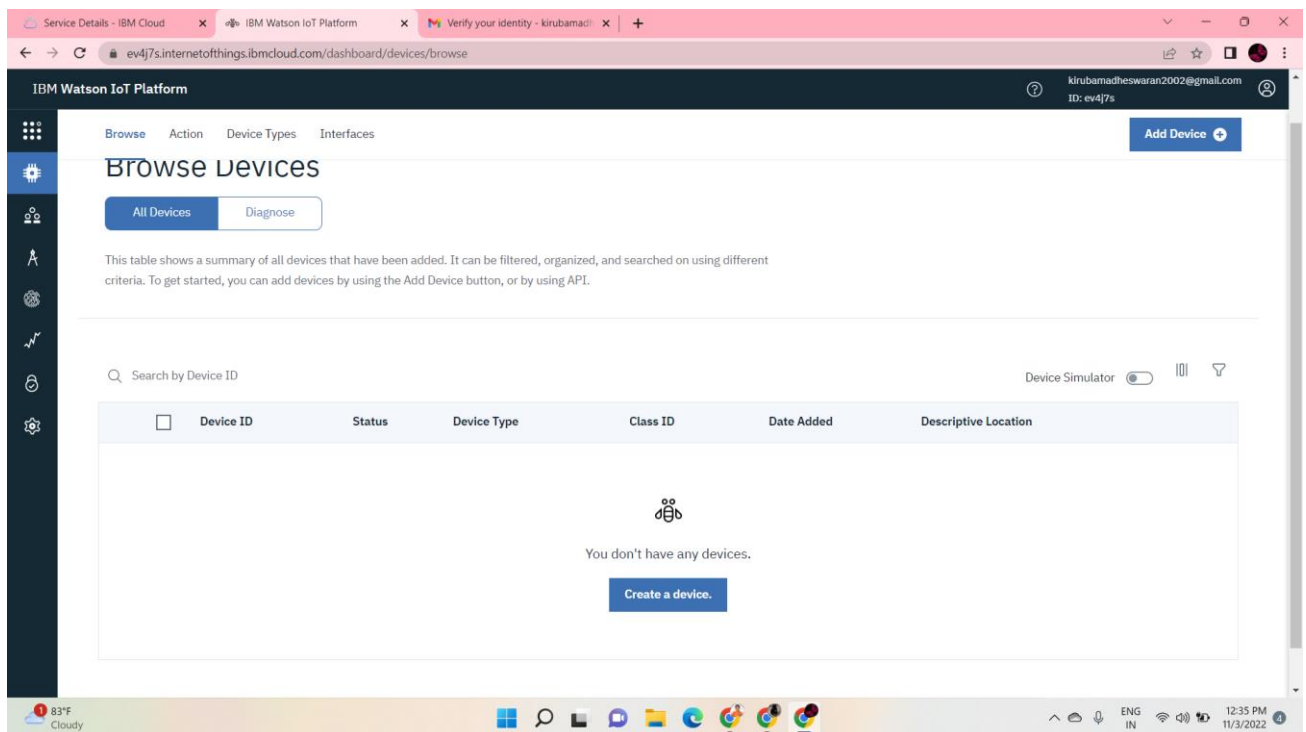 Service Details - IBM Cloud
IBM Watson IoT Platform
Verify your identity - kirubamadh
ev4j7s.internetofthings.ibmcloud.com/dashboard/devices/browse
IBM Watson IoT Platform
kirubamadheswaran2002@gmail.com
ID: ev4j7s
Browse Action Device Types Interfaces
Add Device
Browse Devices
All Devices Diagnose
This table shows a summary of all devices that have been added. It can be filtered, organized, and searched on using different
criteria. To get started, you can add devices by using the Add Device button, or by using API.
Search by Device ID
Device Simulator
Device ID Status Device Type Class ID Date Added Descriptive Location
You don't have any devices.
Create a device.
1
83°F
Cloudy
ENG
IN
12:35 PM
11/3/2022
4